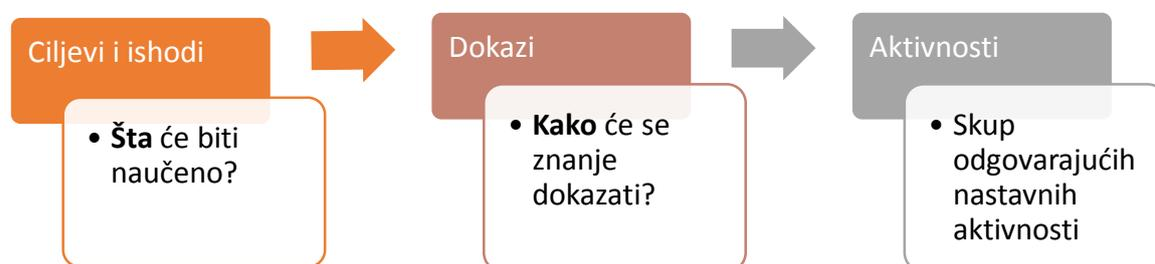 Ciljevi i ishodi
• Šta će biti
naučeno?
Dokazi
• Kako će se
znanje
dokazati?
Aktivnosti
• Skup
odgovarajućih
nastavnih
aktivnosti